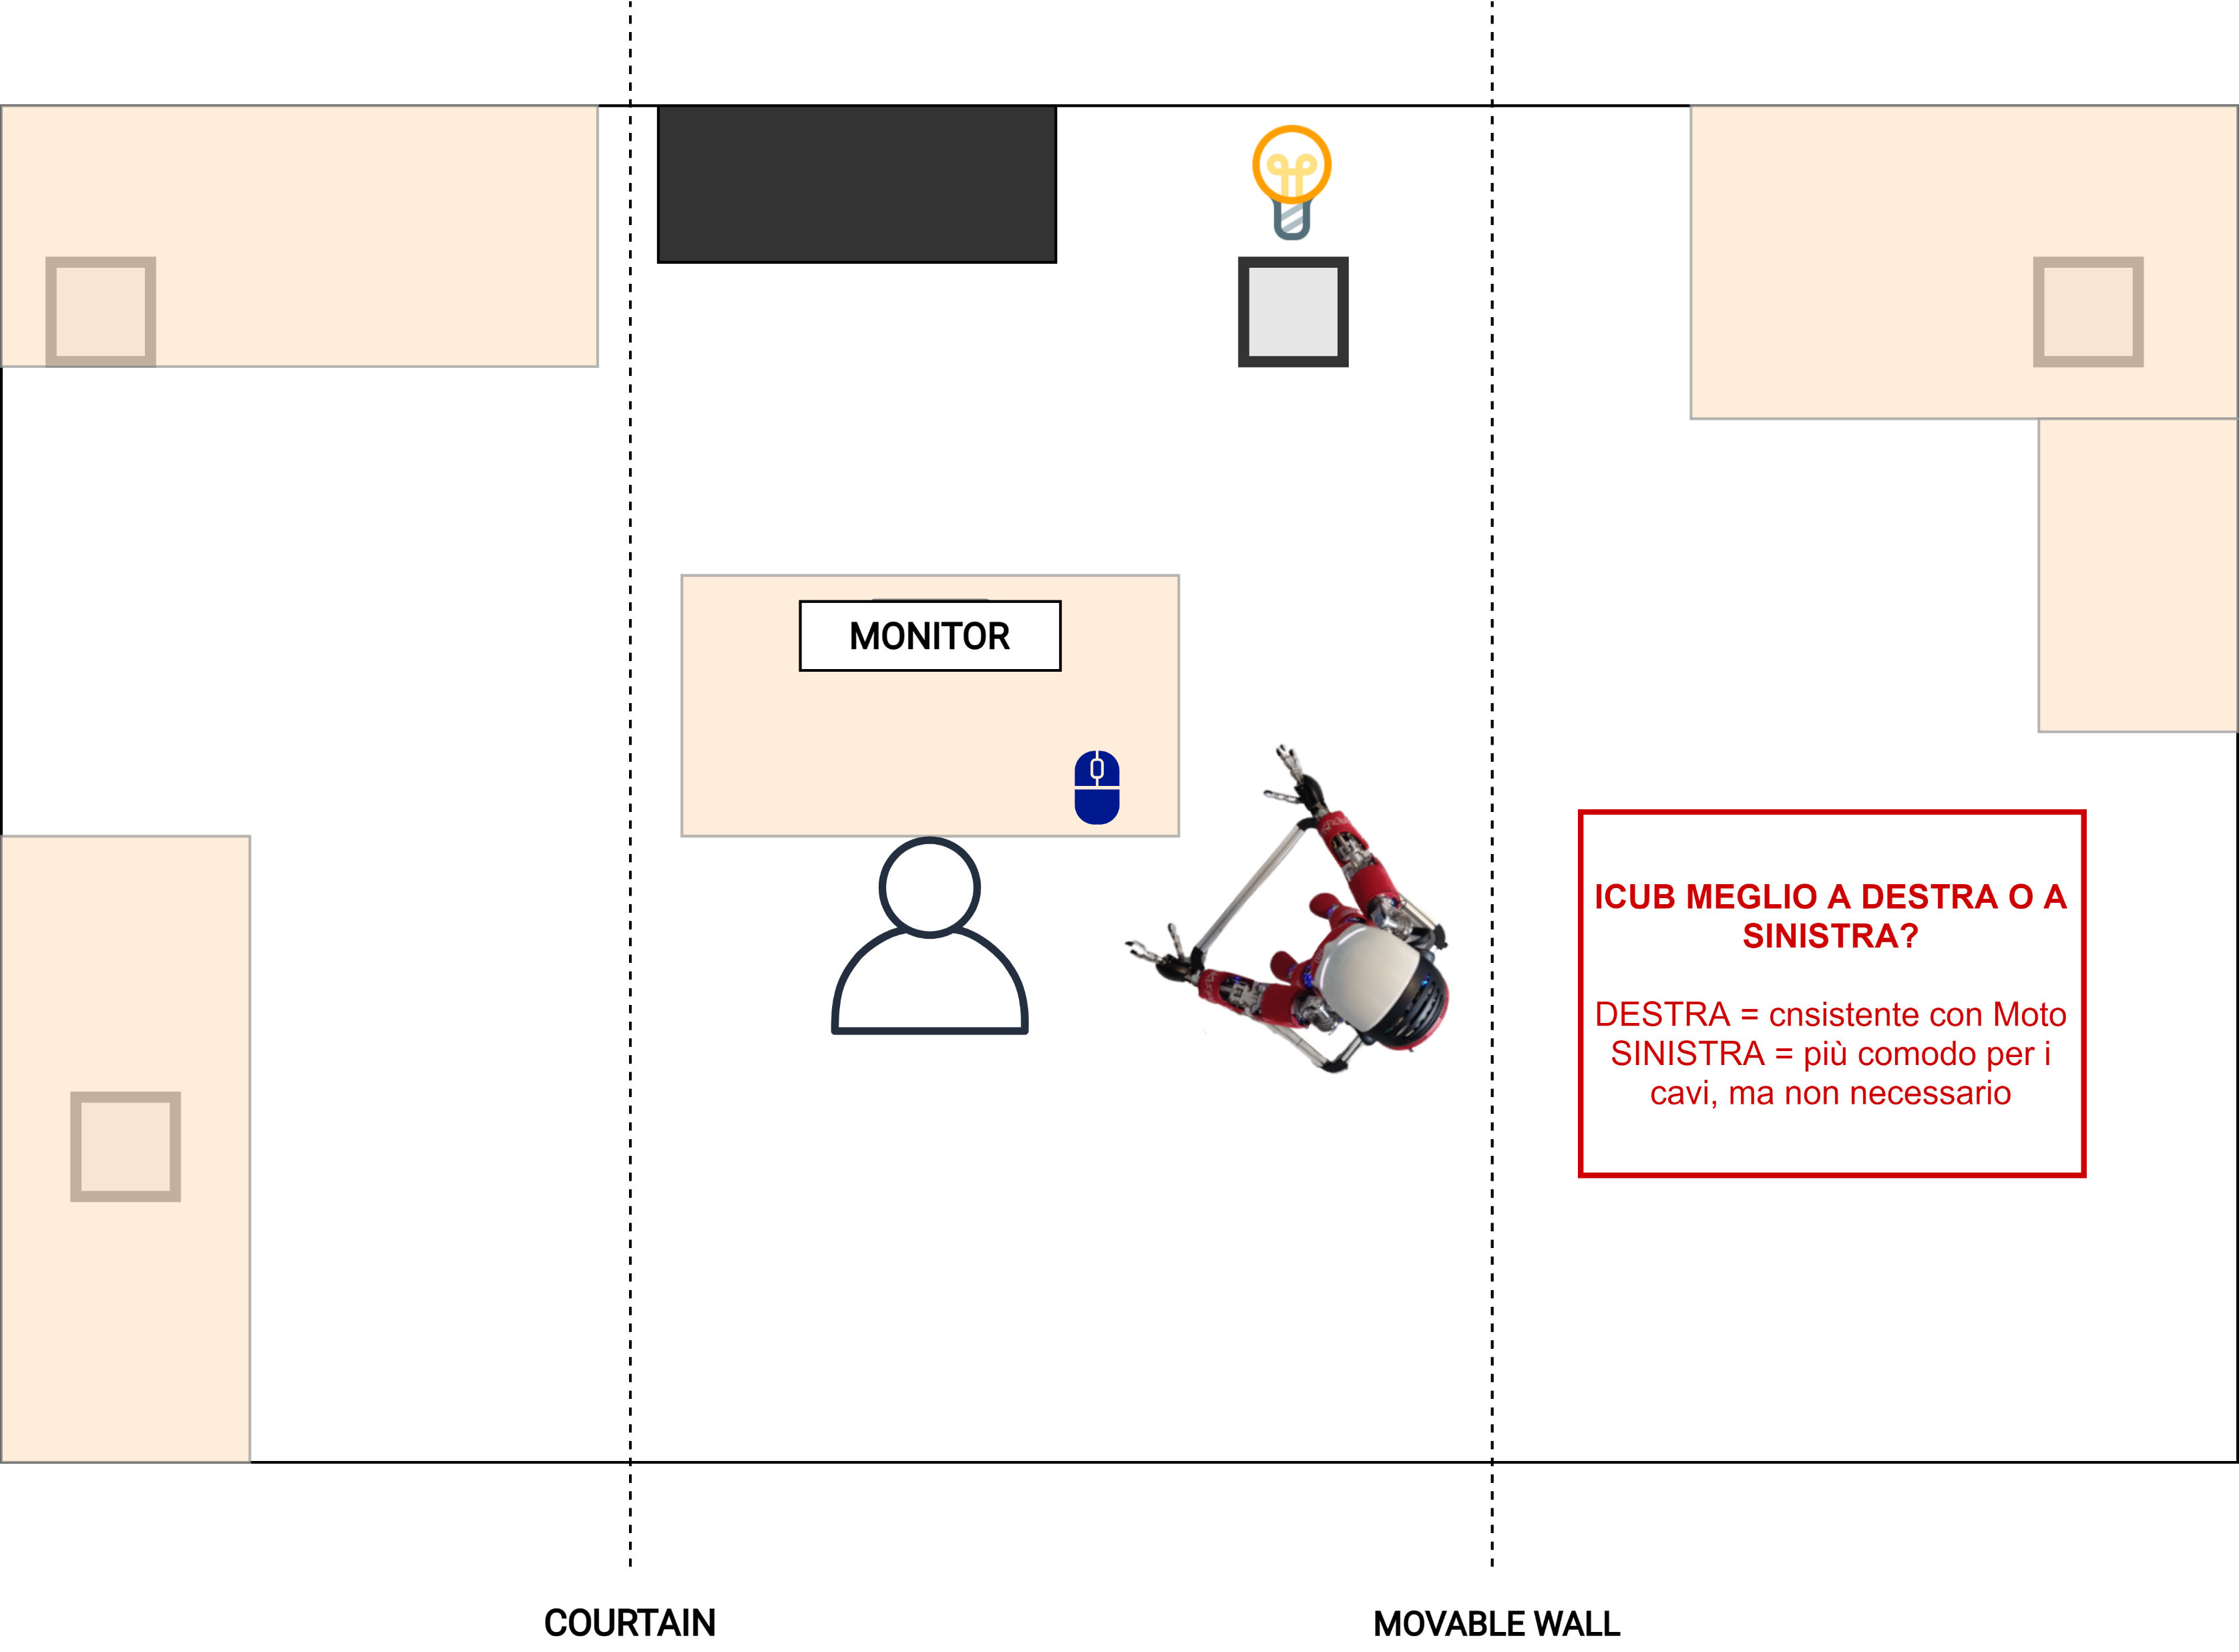 MONITOR
ICUB MEGLIO A DESTRA O A
SINISTRA?
DESTRA = cnsistente con Moto
SINISTRA = più comodo per i
cavi, ma non necessario
COURTAIN
MOVABLE WALL